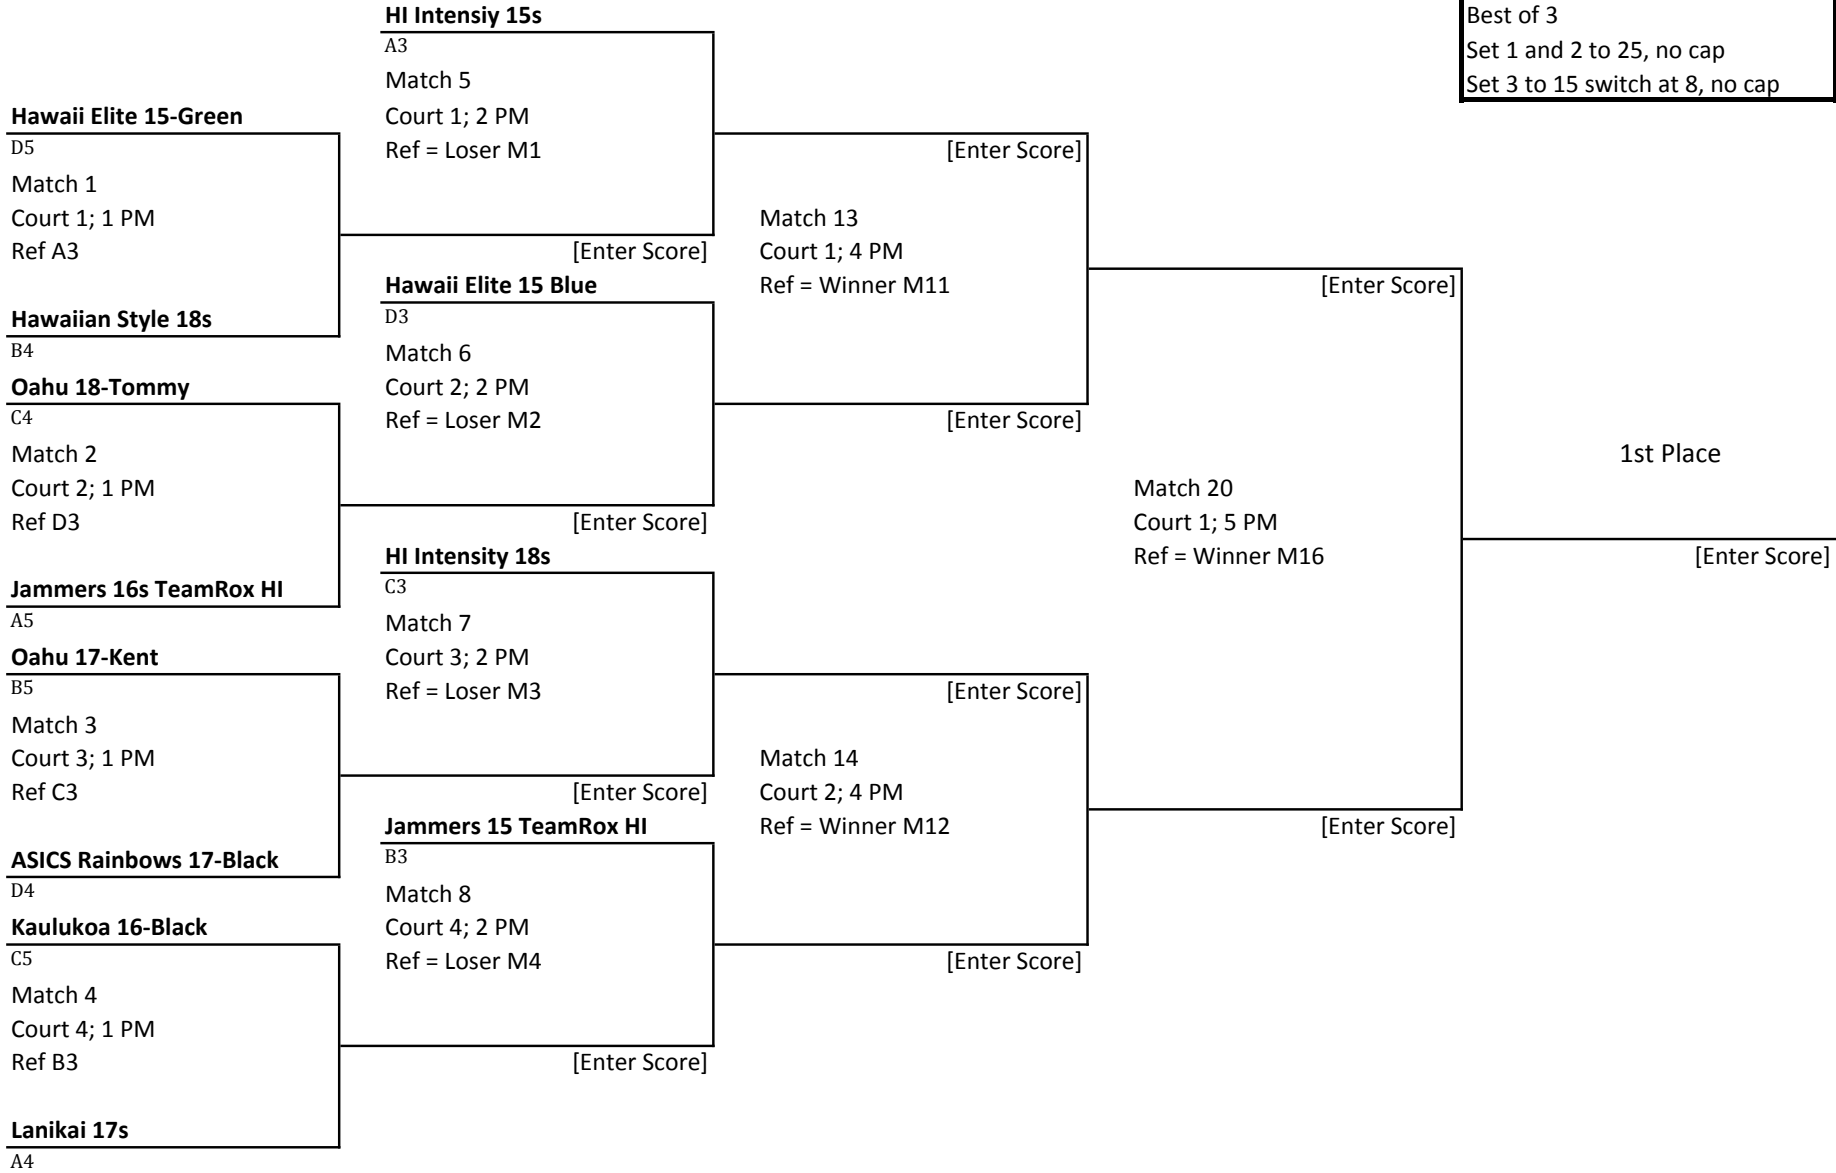 HI Intensiy 15s
A3
Match 5
Court 1; 2 PM
Ref = Loser M1
[Enter Score]
Best of 3
Set 1 and 2 to 25, no cap
Set 3 to 15 switch at 8, no cap
Hawaii Elite 15-Green
D5
Match 1
Court 1; 1 PM
Ref A3
Hawaiian Style 18s
B4
Oahu 18-Tommy
C4
Match 2
Court 2; 1 PM
Ref D3
Jammers 16s TeamRox HI
A5
Oahu 17-Kent
B5
Match 3
Court 3; 1 PM
Ref C3
ASICS Rainbows 17-Black
D4
Kaulukoa 16-Black
C5
Match 4
Court 4; 1 PM
Ref B3
Lanikai 17s
A4
Hawaii Elite 15 Blue
D3
Match 6
Court 2; 2 PM
Ref = Loser M2
[Enter Score]
HI Intensity 18s
C3
Match 7
Court 3; 2 PM
Ref = Loser M3
[Enter Score]
Jammers 15 TeamRox HI
B3
Match 8
Court 4; 2 PM
Ref = Loser M4
[Enter Score]
[Enter Score]
Match 13
Court 1; 4 PM
Ref = Winner M11
[Enter Score]
[Enter Score]
Match 14
Court 2; 4 PM
Ref = Winner M12
[Enter Score]
[Enter Score]
Match 20
Court 1; 5 PM
Ref = Winner M16
[Enter Score]
1st Place
[Enter Score]